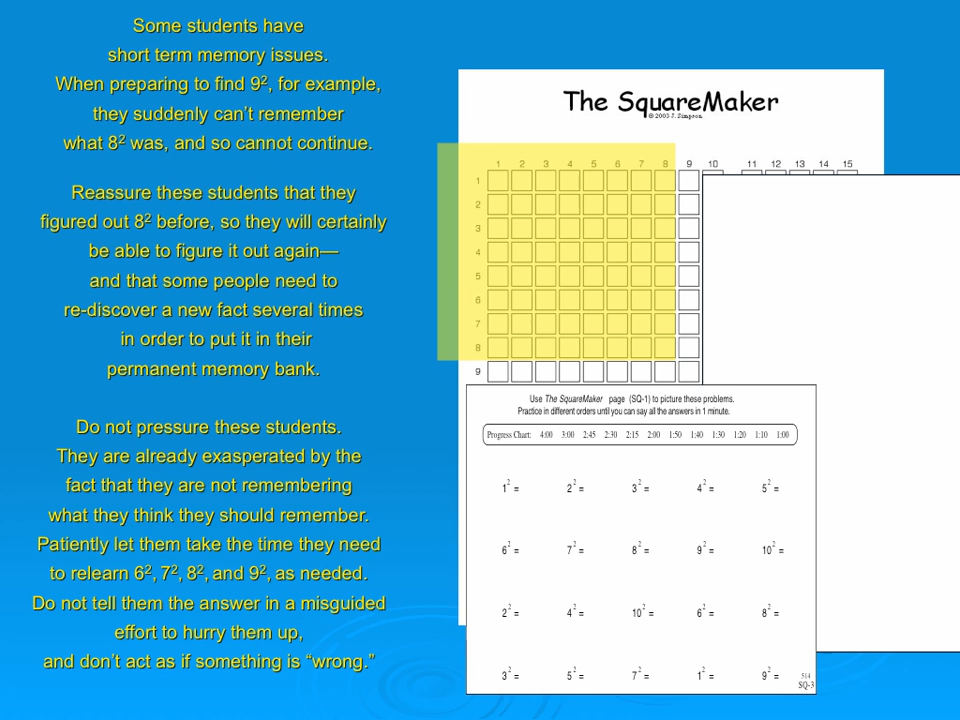 Some students have
short term memory issues.
When preparing to find 9², for example,
they suddenly can’t remember
what 8² was, and so cannot continue.
Reassure these students that they
figured out 8² before, so they will certainly
be able to figure it out again—
and that some people need to
re-discover a new fact several times
in order to put it in their
permanent memory bank.
Do not pressure these students.
They are already exasperated by the
fact that they are not remembering
what they think they should remember.
Patiently let them take the time they need
to relearn 6², 7², 8², and 9², as needed.
Do not tell them the answer in a misguided
effort to hurry them up,
and don’t act as if something is “wrong.”
The SquareMaker
© 2003 J. Simpson
1 2 3 4 5 6 7 8 9 10 11 12 13 14 15
1
2
3
4
5
6
7
8
9
Use The SquareMaker page (SQ-1) to picture these problems.
Practice in different orders until you can say all the answers in 1 minute.
Progress Chart: 4:00 3:00 2:45 2:30 2:15 2:00 1:50 1:40 1:30 1:20 1:10 1:00
1² = 2² = 3² = 4² = 5² =
6² = 7² = 8² = 9² = 10² =
2² = 4² = 10² = 6² = 8² =
3² = 5² = 7² = 1² = 9² =
514
SQ-3